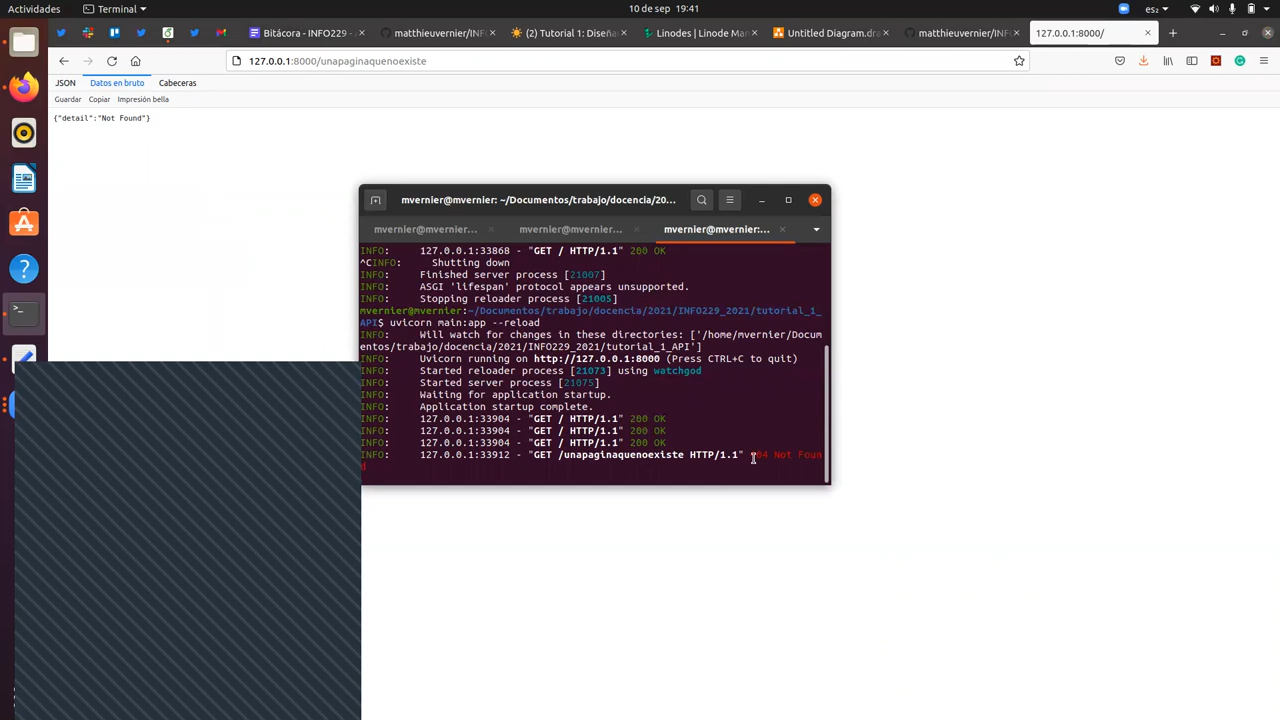 Actividades
Terminal
10 de sep 19:41
es₂
Bitácora - INFO229 - A
matthieuvernier/INF
(2) Tutorial 1: Diseña
Linodes | Linode Man
Untitled Diagram.dra
matthieuvernier/INF
127.0.0.1:8000/
127.0.0.1:8000/unapaginaquenoexiste
JSON
Datos en bruto
Cabeceras
Guardar
Copiar
Impresión bella
{"detail":"Not Found"}
mvernier@mvernier: ~/Documentos/trabajo/docencia/20...
mvernier@mvernier...
mvernier@mvernier...
mvernier@mvernier:...
INFO: 127.0.0.1:33868 - "GET / HTTP/1.1" 200 OK
^CINFO: Shutting down
INFO: Finished server process [21007]
INFO: ASGI 'lifespan' protocol appears unsupported.
INFO: Stopping reloader process [21005]
mvernier@mvernier:~/Documentos/trabajo/docencia/2021/INFO229_2021/tutorial_1_
API$ uvicorn main:app --reload
INFO: Will watch for changes in these directories: ['/home/mvernier/Docum
entos/trabajo/docencia/2021/INFO229_2021/tutorial_1_API']
INFO: Uvicorn running on http://127.0.0.1:8000 (Press CTRL+C to quit)
INFO: Started reloader process [21073] using watchgod
INFO: Started server process [21075]
INFO: Waiting for application startup.
INFO: Application startup complete.
INFO: 127.0.0.1:33904 - "GET / HTTP/1.1" 200 OK
INFO: 127.0.0.1:33904 - "GET / HTTP/1.1" 200 OK
INFO: 127.0.0.1:33904 - "GET / HTTP/1.1" 200 OK
INFO: 127.0.0.1:33912 - "GET /unapaginaquenoexiste HTTP/1.1" 404 Not Foun
d